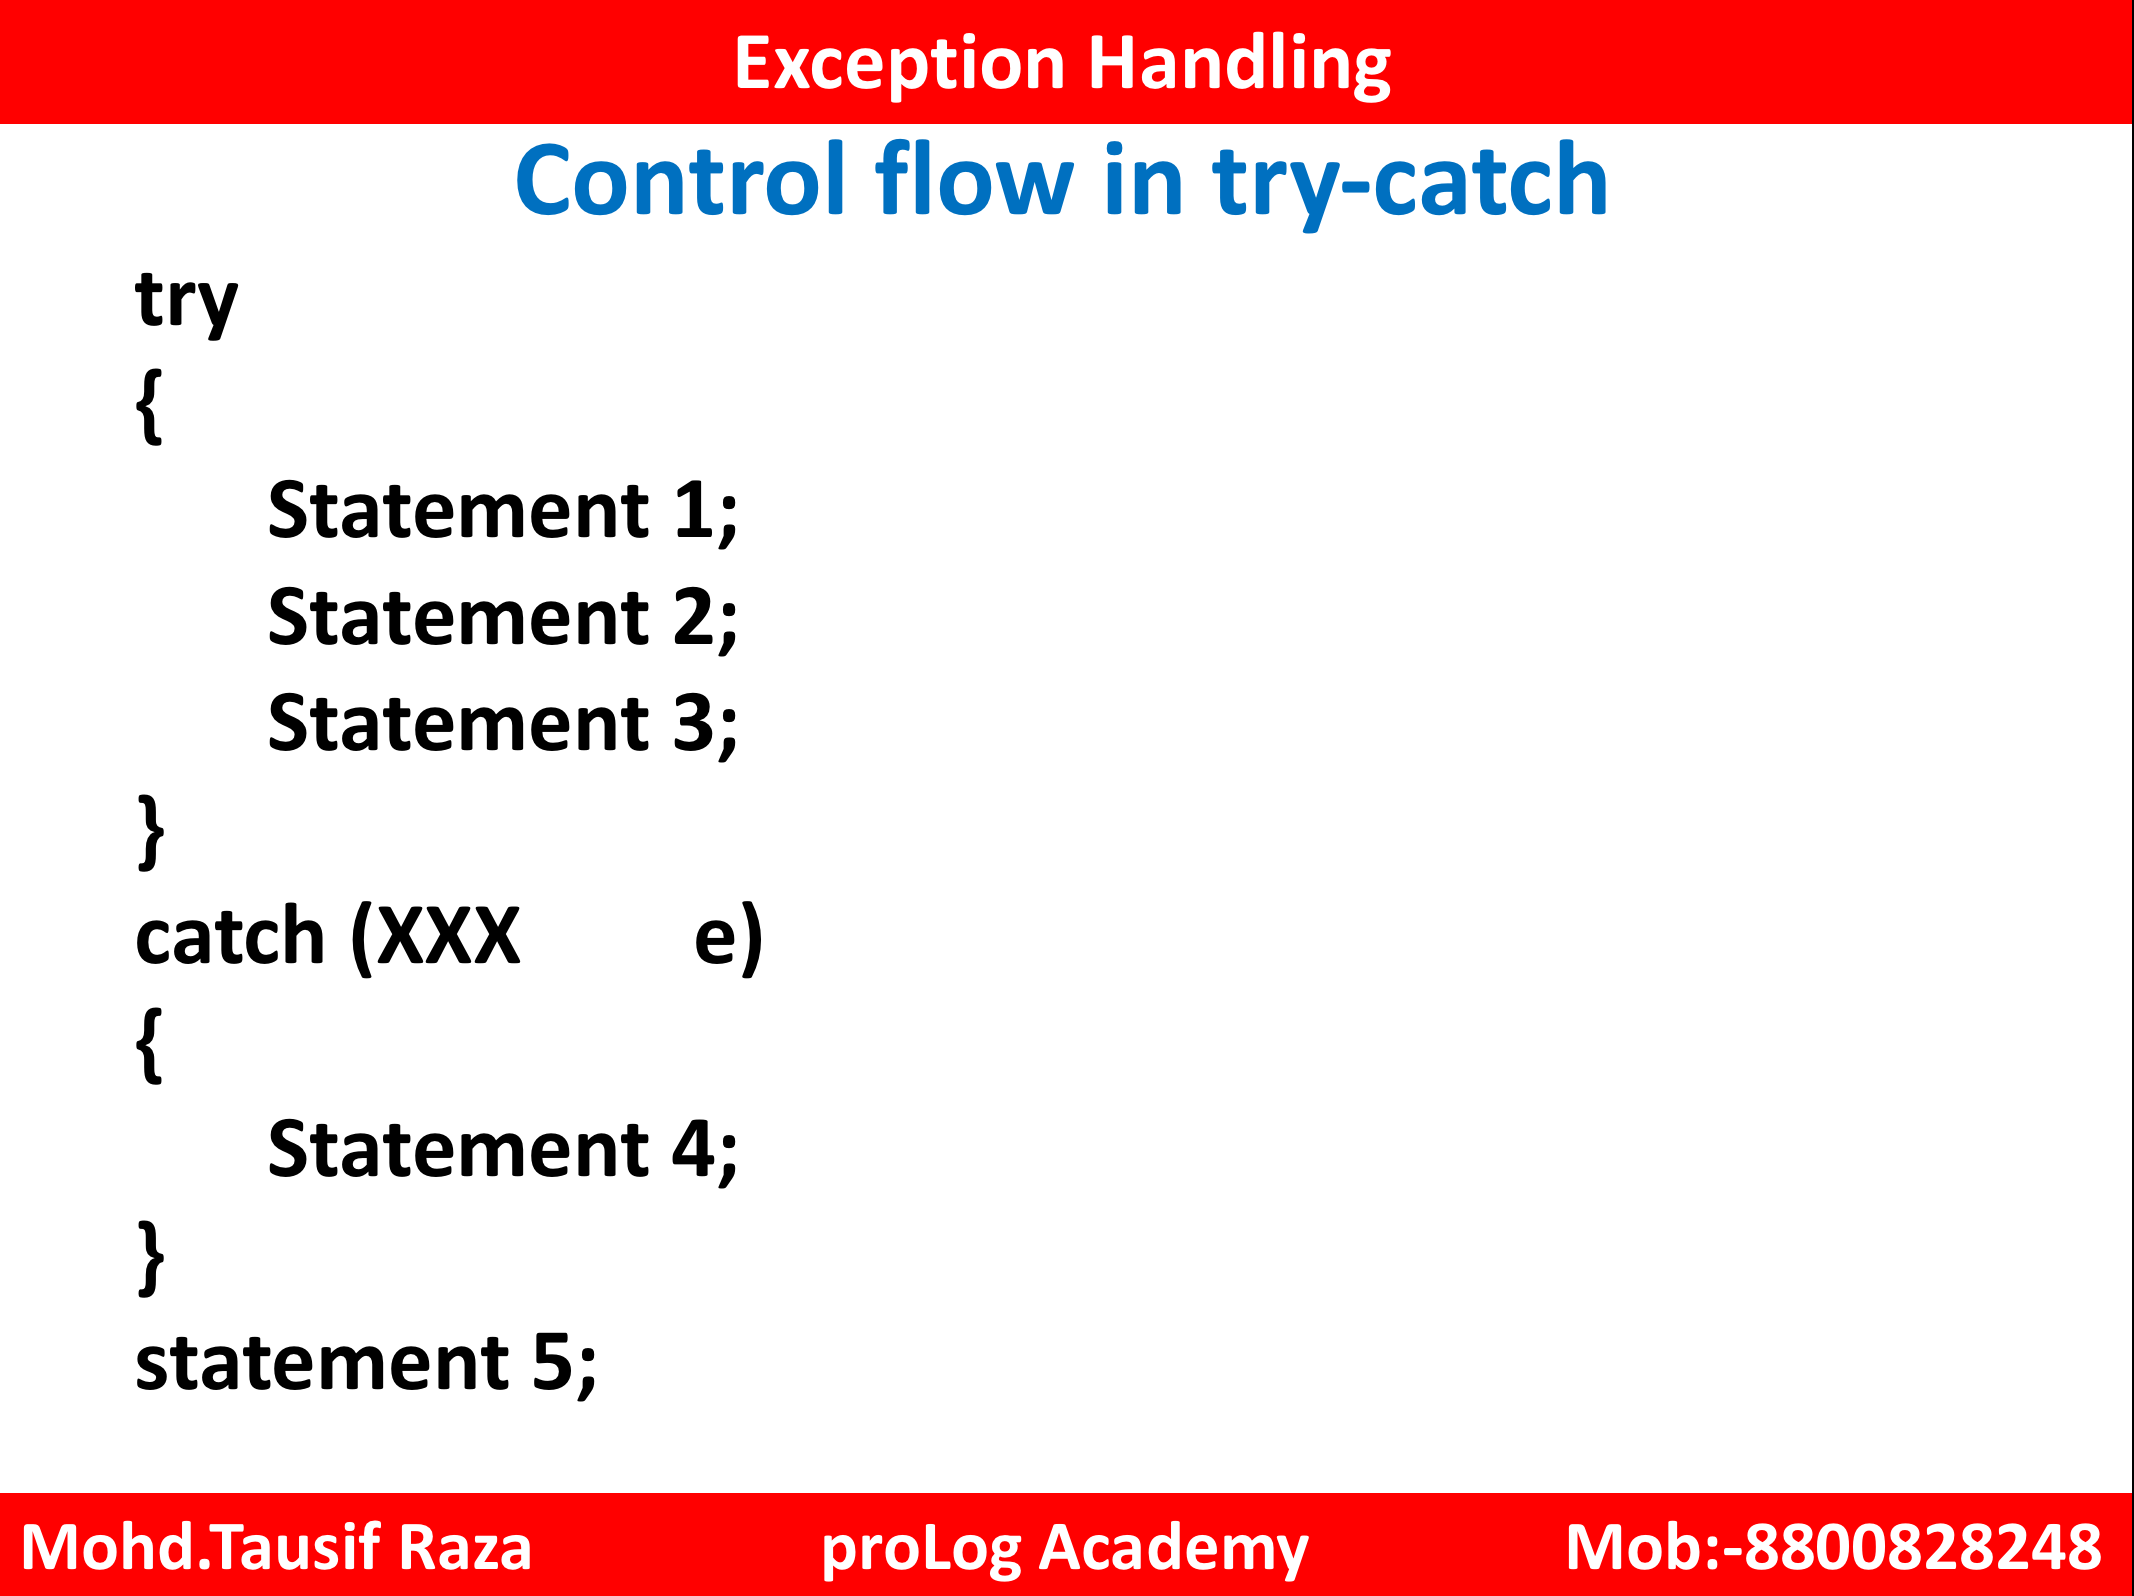 Exception Handling
Control flow in try-catch
try
{
Statement 1;
Statement 2;
Statement 3;
}
catch (XXX e)
{
Statement 4;
}
statement 5;
Mohd.Tausif Raza proLog Academy Mob:-8800828248